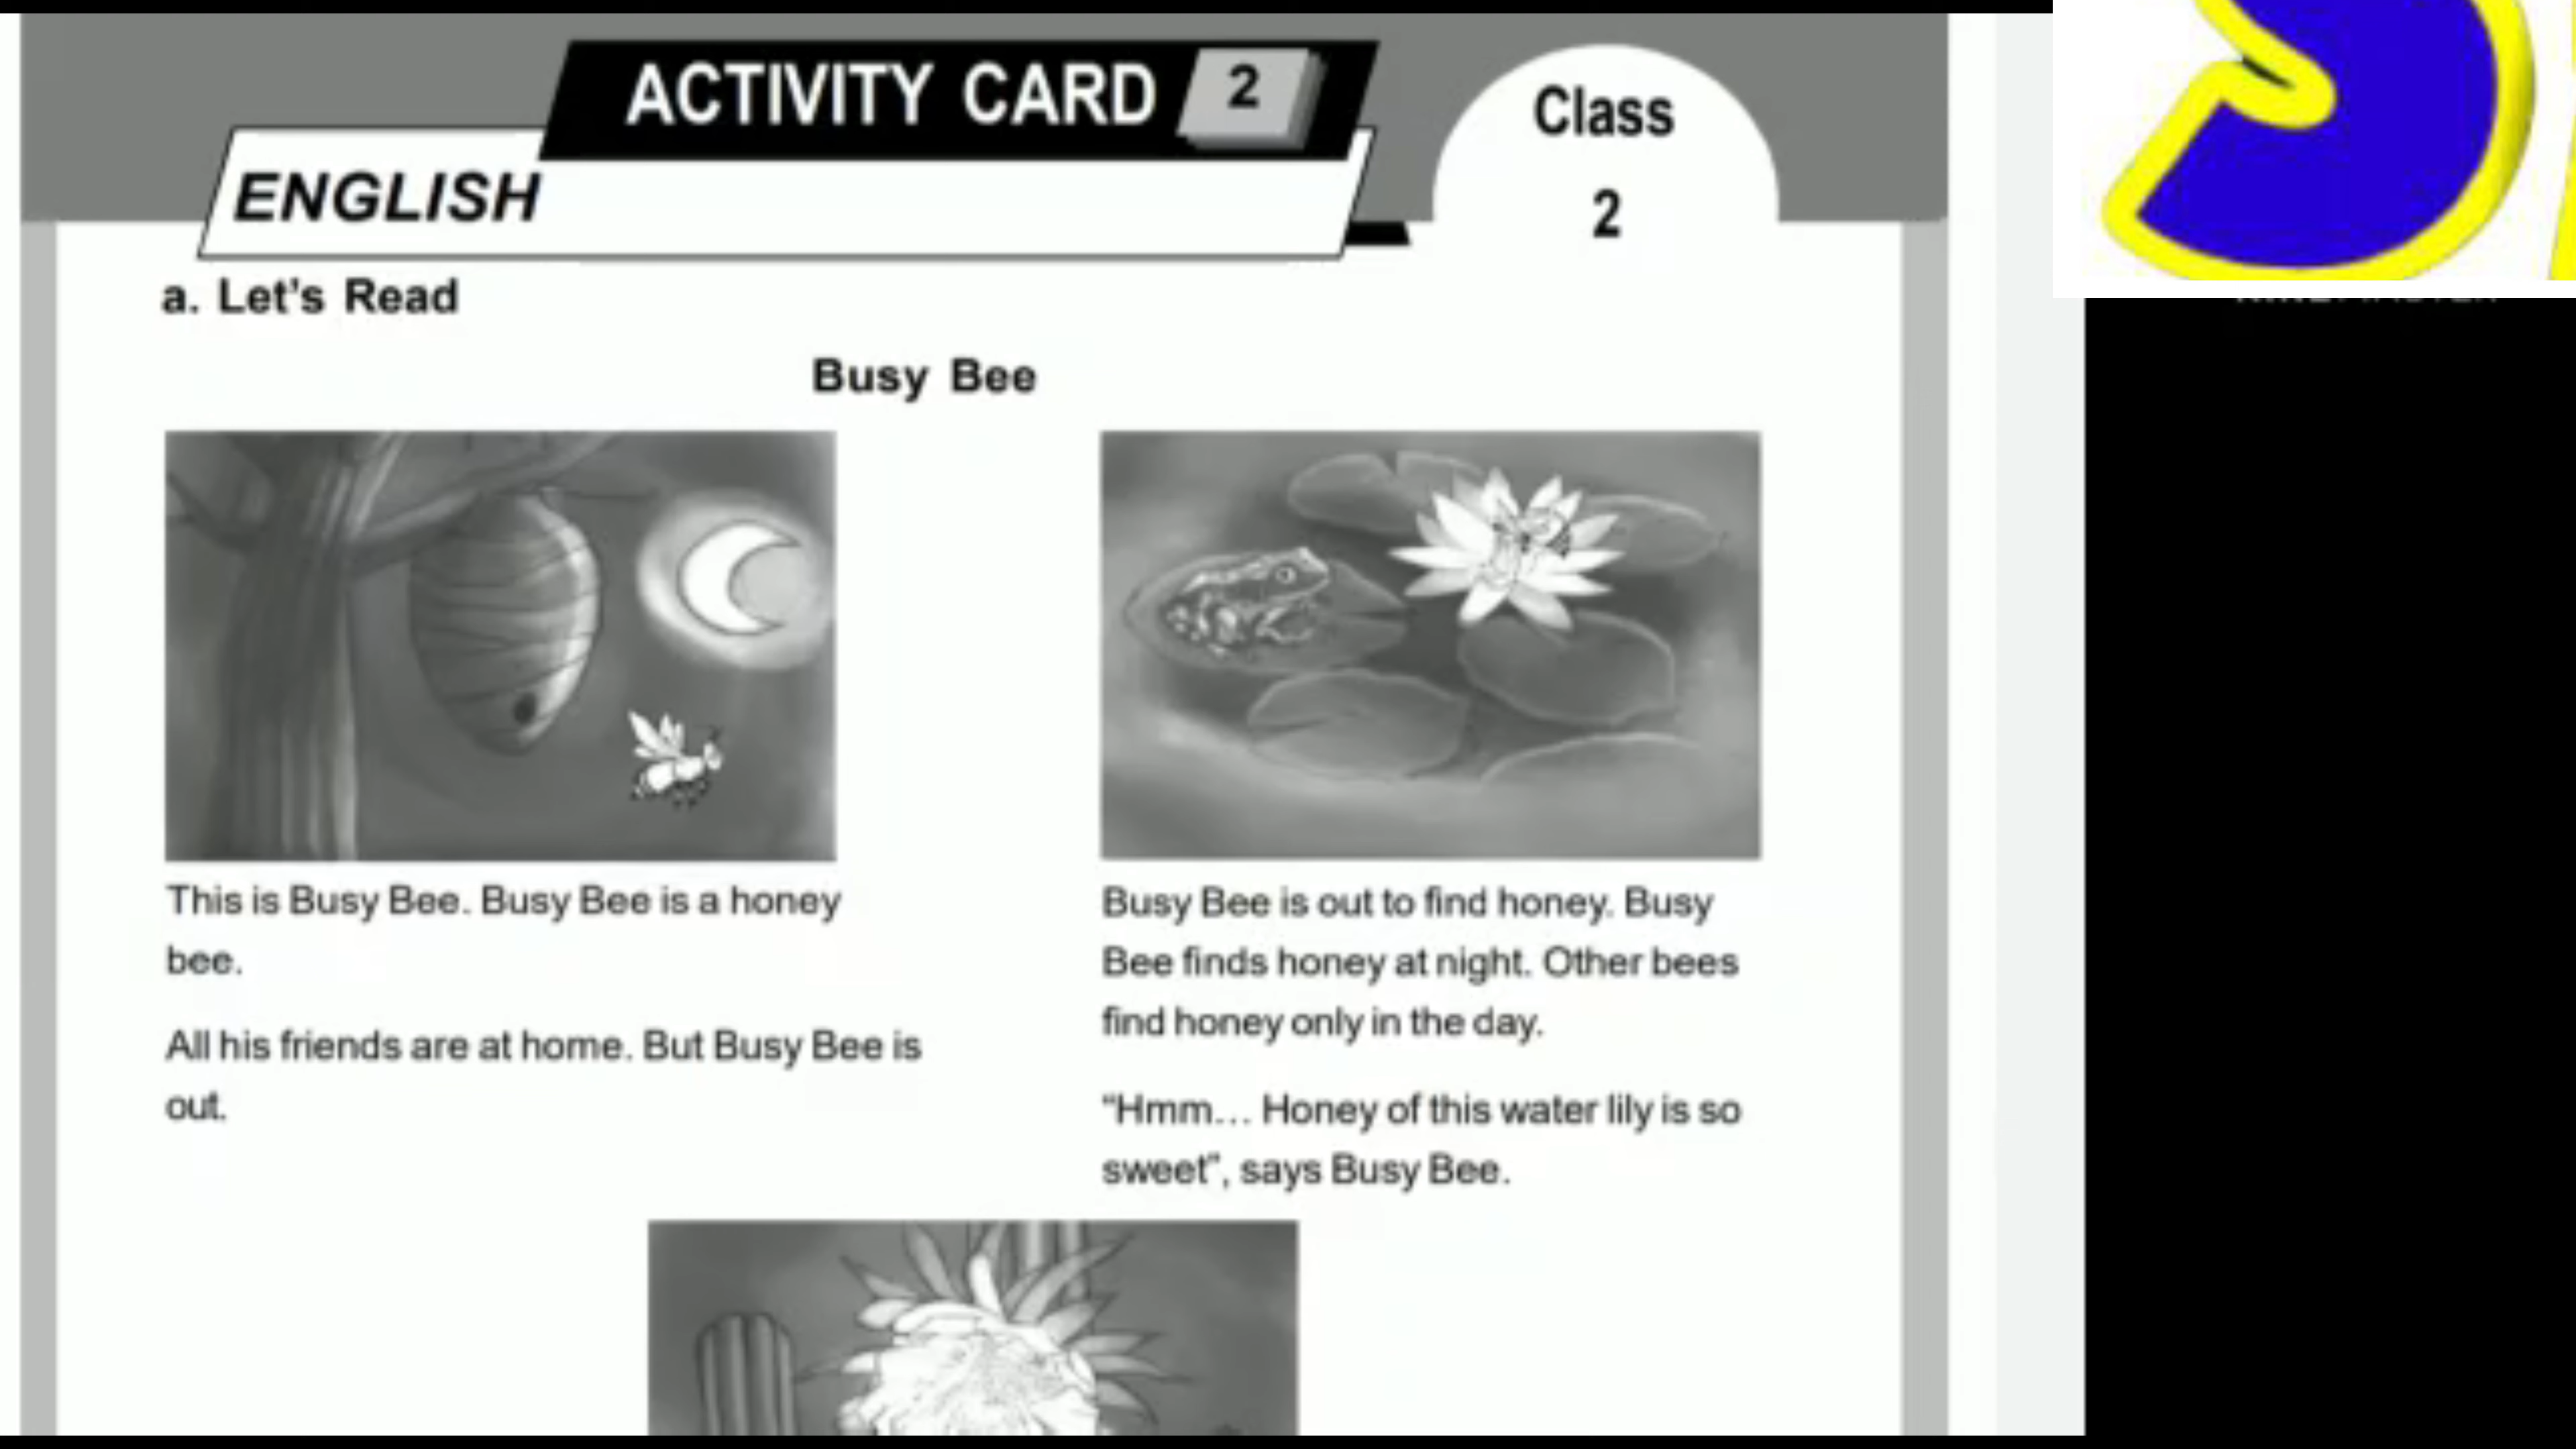 ACTIVITY CARD 2
Class
2
ENGLISH
a. Let's Read
Busy Bee
This is Busy Bee. Busy Bee is a honey
bee.
All his friends are at home. But Busy Bee is
out.
Busy Bee is out to find honey. Busy
Bee finds honey at night. Other bees
find honey only in the day.
“Hmm... Honey of this water lily is so
sweet”, says Busy Bee.